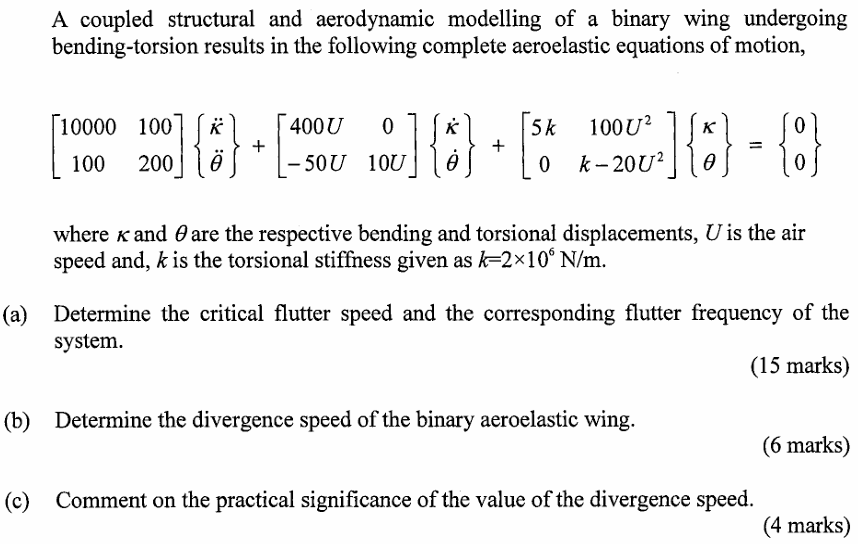 A coupled structural and aerodynamic modelling of a binary wing undergoing
bending-torsion results in the following complete aeroelastic equations of motion,
[10000 100; 100 200] {κ̈; θ̈} + [400U 0; −50U 10U] {κ̇; θ̇} + [5k 100U²; 0 k−20U²] {κ; θ} = {0; 0}
where κ and θ are the respective bending and torsional displacements, U is the air
speed and, k is the torsional stiffness given as k=2×10⁶ N/m.
(a) Determine the critical flutter speed and the corresponding flutter frequency of the
system.
(15 marks)
(b) Determine the divergence speed of the binary aeroelastic wing.
(6 marks)
(c) Comment on the practical significance of the value of the divergence speed.
(4 marks)